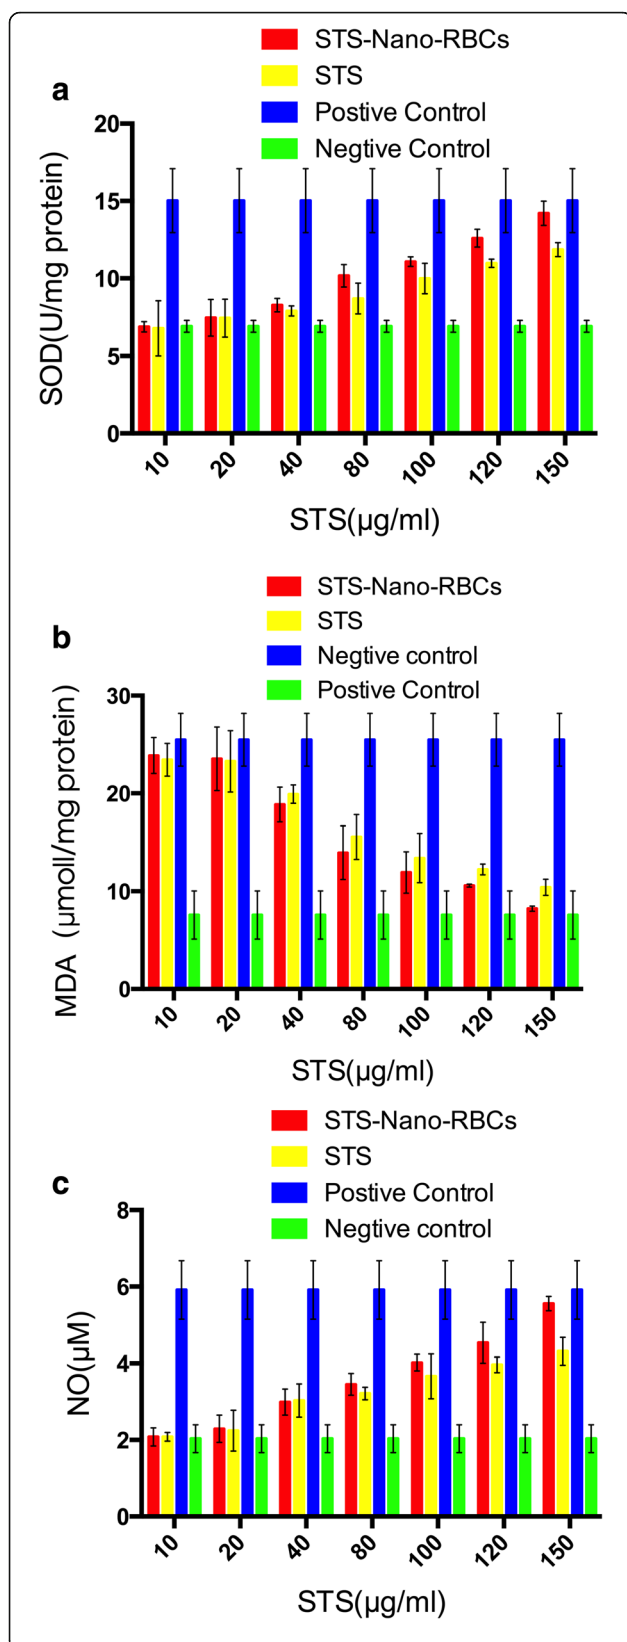 STS-Nano-RBCs
STS
Postive Control
Negtive Control
a
20
15
10
5
0
SOD(U/mg protein)
10 20 40 80 100 120 150
STS(µg/ml)
STS-Nano-RBCs
STS
Negtive control
Postive Control
b
30
20
10
0
MDA (µmoll/mg protein)
10 20 40 80 100 120 150
STS(µg/ml)
STS-Nano-RBCs
STS
Postive Control
Negtive control
c
8
6
4
2
0
NO(µM)
10 20 40 80 100 120 150
STS(µg/ml)